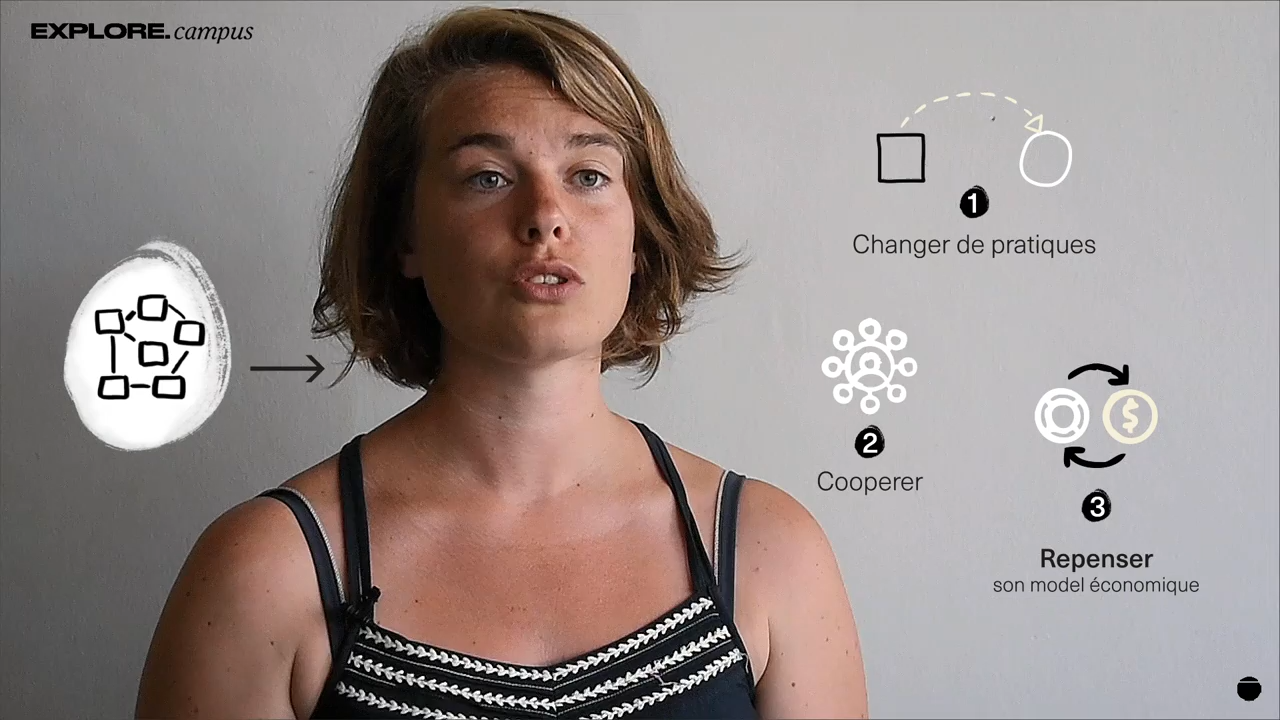 EXPLORE.campus
1
Changer de pratiques
2
Cooperer
3
Repenser
son model économique